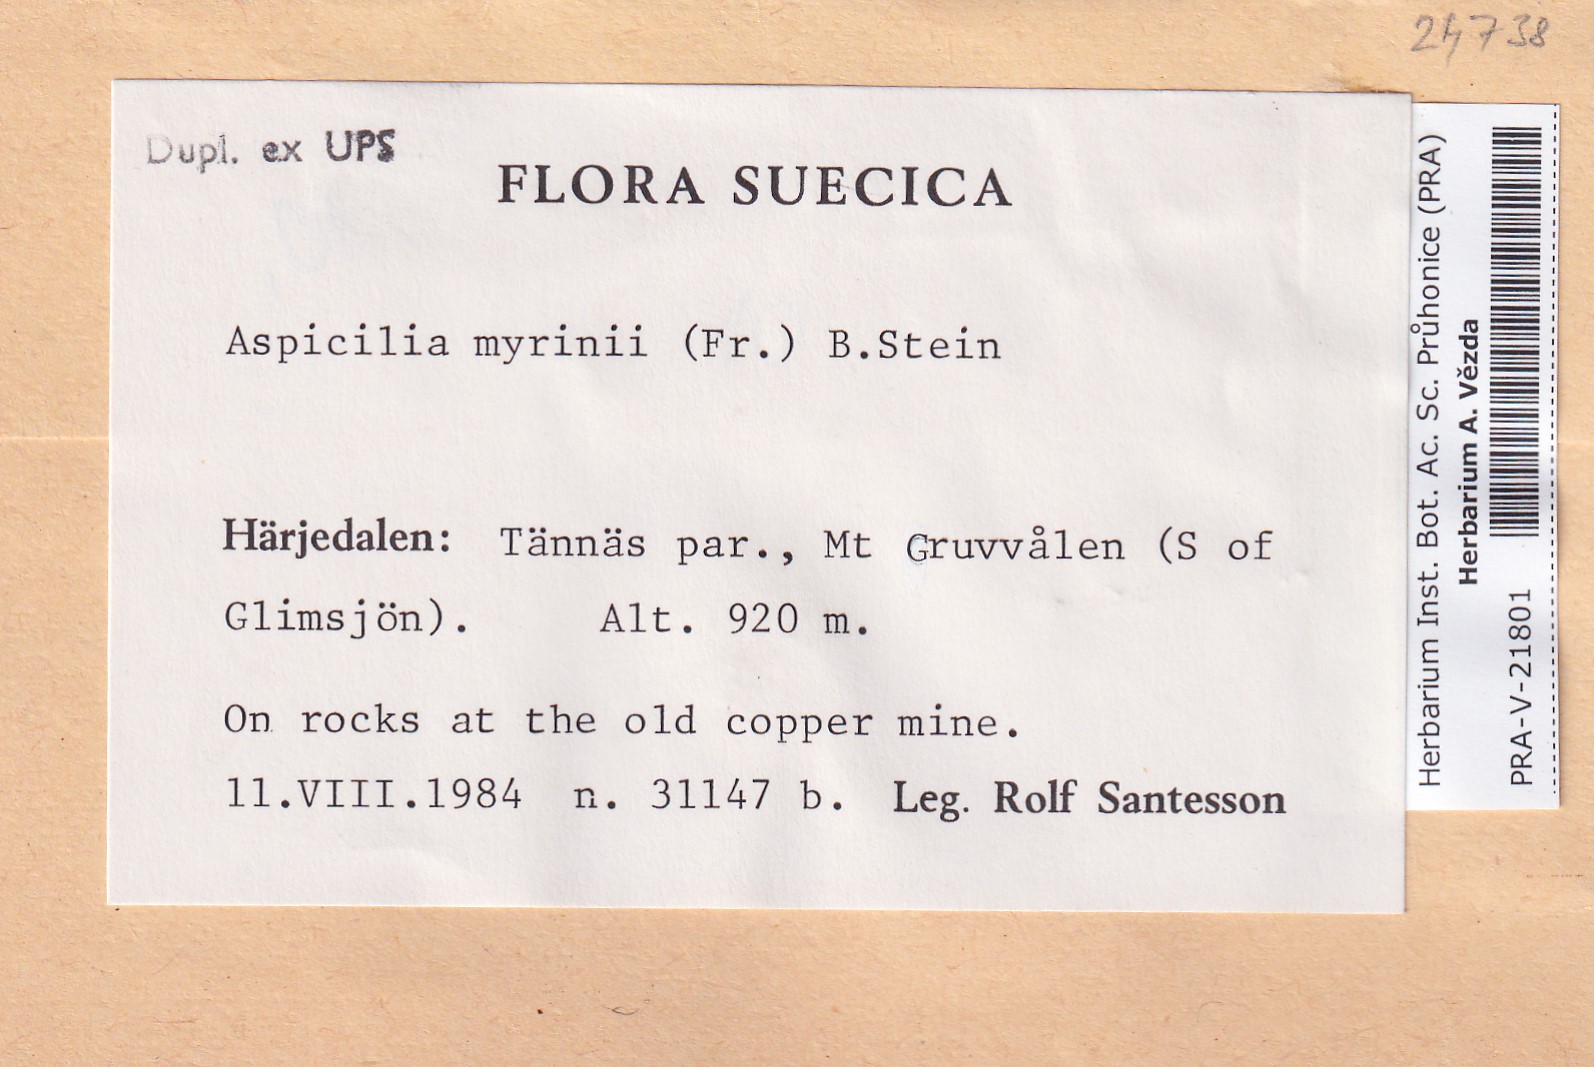 24738
Dupl. ex UPS
FLORA SUECICA
Aspicilia myrinii (Fr.) B.Stein
Härjedalen: Tännäs par., Mt Gruvvålen (S of
Glimsjön). Alt. 920 m.
On rocks at the old copper mine.
11.VIII.1984 n. 31147 b. Leg. Rolf Santesson
Herbarium Inst. Bot. Ac. Sc. Průhonice (PRA)
Herbarium A. Vězda
PRA-V-21801